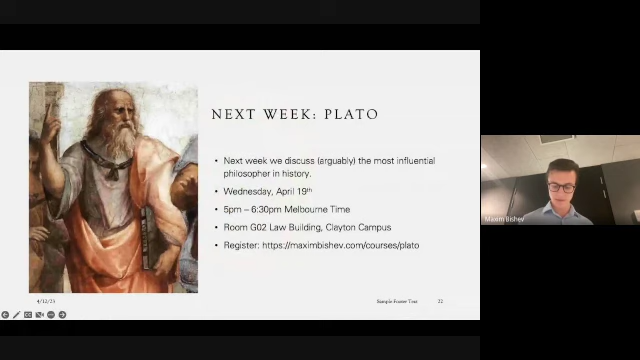 NEXT WEEK: PLATO
• Next week we discuss (arguably) the most influential
philosopher in history.
• Wednesday, April 19th
• 5pm – 6:30pm Melbourne Time
• Room G02 Law Building, Clayton Campus
• Register: https://maximbishev.com/courses/plato
Maxim Bishev
4/12/23
Sample Footer Text
22